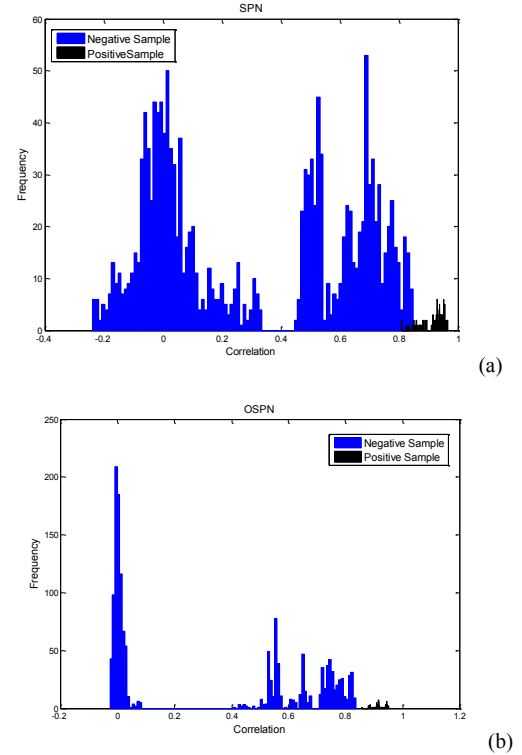 SPN
Negative Sample
PositiveSample
60
50
40
30
20
10
0
Frequency
-0.4 -0.2 0 0.2 0.4 0.6 0.8 1
Correlation
(a)
OSPN
Negative Sample
Positive Sample
250
200
150
100
50
0
Frequency
-0.2 0 0.2 0.4 0.6 0.8 1 1.2
Correlation
(b)